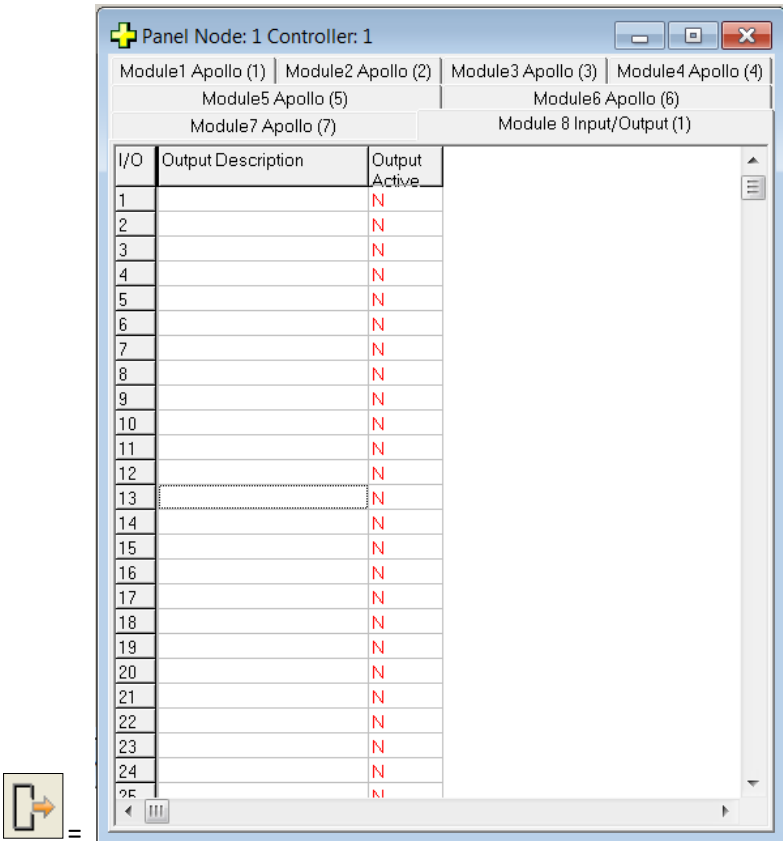 Panel Node: 1 Controller: 1
Module1 Apollo (1) Module2 Apollo (2) Module3 Apollo (3) Module4 Apollo (4)
Module5 Apollo (5) Module6 Apollo (6)
Module7 Apollo (7) Module 8 Input/Output (1)
I/O Output Description Output
Active
1 N
2 N
3 N
4 N
5 N
6 N
7 N
8 N
9 N
10 N
11 N
12 N
13 N
14 N
15 N
16 N
17 N
18 N
19 N
20 N
21 N
22 N
23 N
24 N
25 N
=